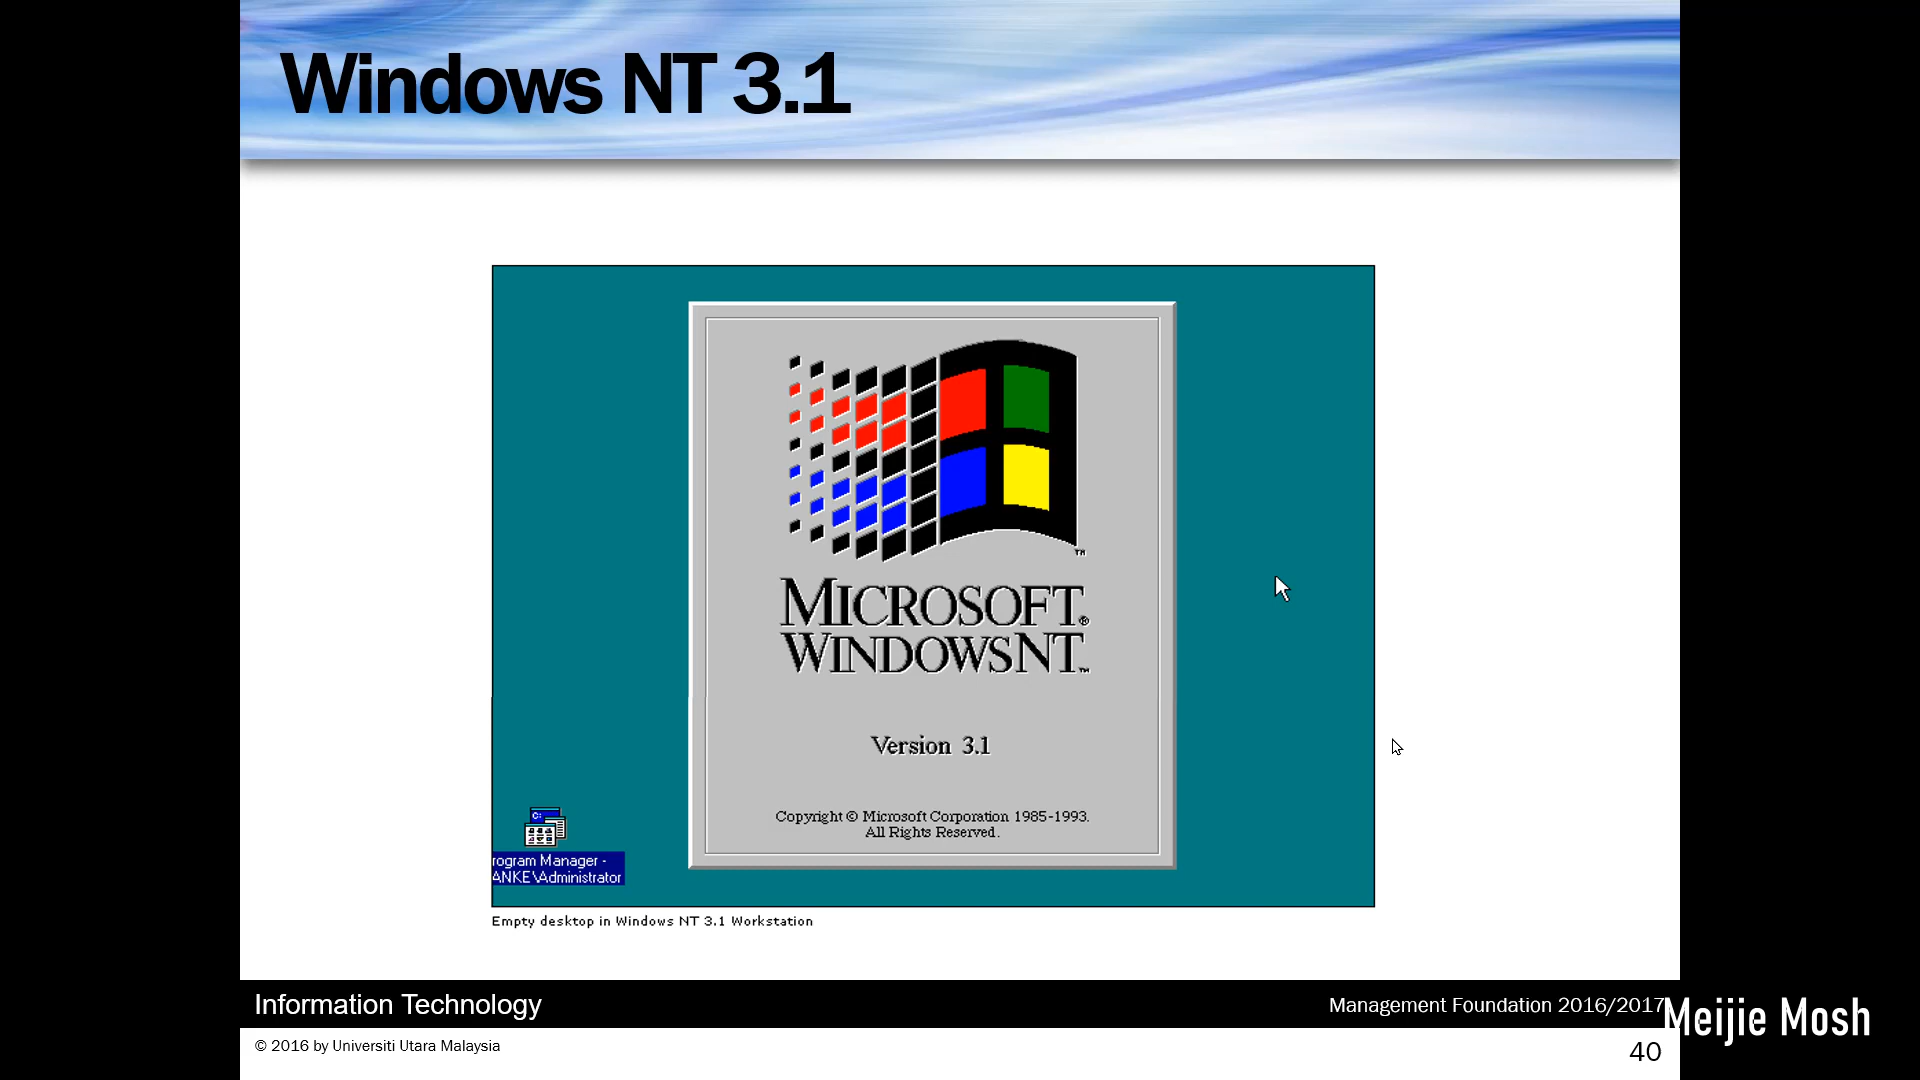 Windows NT 3.1
TM
MICROSOFT®
WINDOWSNT™
Version 3.1
Copyright © Microsoft Corporation 1985-1993.
All Rights Reserved.
C:
rogram Manager -
ANKE\Administrator
Empty desktop in Windows NT 3.1 Workstation
Information Technology
Management Foundation 2016/2017
Meijie Mosh
© 2016 by Universiti Utara Malaysia
40